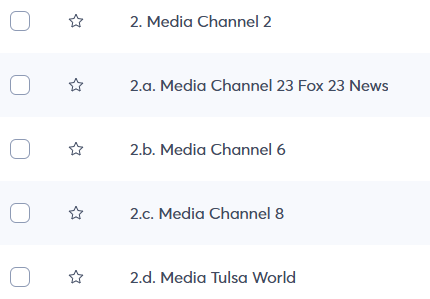 2. Media Channel 2
2.a. Media Channel 23 Fox 23 News
2.b. Media Channel 6
2.c. Media Channel 8
2.d. Media Tulsa World